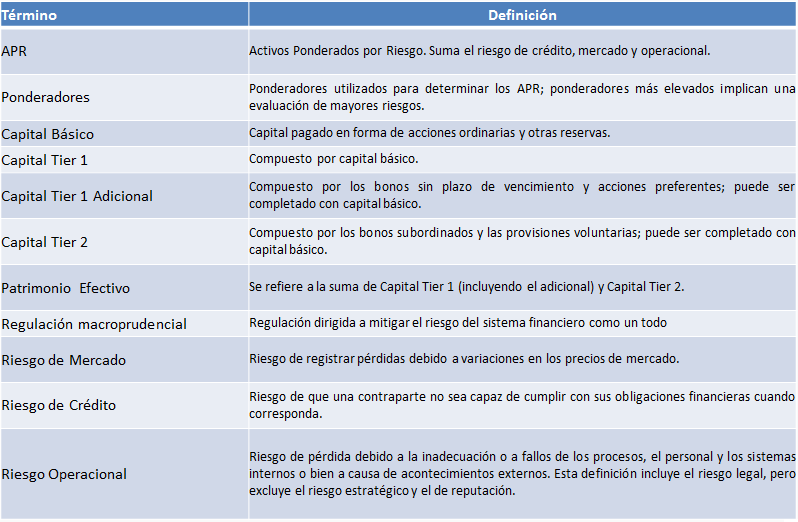 Término
Definición
APR
Activos Ponderados por Riesgo. Suma el riesgo de crédito, mercado y operacional.
Ponderadores
Ponderadores utilizados para determinar los APR; ponderadores más elevados implican una
evaluación de mayores riesgos.
Capital Básico
Capital pagado en forma de acciones ordinarias y otras reservas.
Capital Tier 1
Compuesto por capital básico.
Capital Tier 1 Adicional
Compuesto por los bonos sin plazo de vencimiento y acciones preferentes; puede ser
completado con capital básico.
Capital Tier 2
Compuesto por los bonos subordinados y las provisiones voluntarias; puede ser completado con
capital básico.
Patrimonio Efectivo
Se refiere a la suma de Capital Tier 1 (incluyendo el adicional) y Capital Tier 2.
Regulación macroprudencial
Regulación dirigida a mitigar el riesgo del sistema financiero como un todo
Riesgo de Mercado
Riesgo de registrar pérdidas debido a variaciones en los precios de mercado.
Riesgo de Crédito
Riesgo de que una contraparte no sea capaz de cumplir con sus obligaciones financieras cuando
corresponda.
Riesgo Operacional
Riesgo de pérdida debido a la inadecuación o a fallos de los procesos, el personal y los sistemas
internos o bien a causa de acontecimientos externos. Esta definición incluye el riesgo legal, pero
excluye el riesgo estratégico y el de reputación.